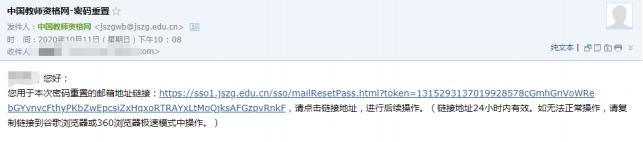 中国教师资格网-密码重置
发件人：中国教师资格网 <jszgwb@jszg.edu.cn>
时　间：2020年10月11日（星期日）下午10：08
收件人 .com>
纯文本
您好：
您用于本次密码重置的邮箱地址链接：https://sso1.jszg.edu.cn/sso/mailResetPass.html?token=1315293137019928578cGmhGnVoWRe
bGYvnvcFthyPKbZwEpcsiZxHqxoRTRAYxLtMoQjksAFGzpvRnkF，请点击链接地址，进行后续操作。（ 链接地址24小时内有效。如无法正常操作，请复
制链接到谷歌浏览器或360浏览器极速模式中操作。）